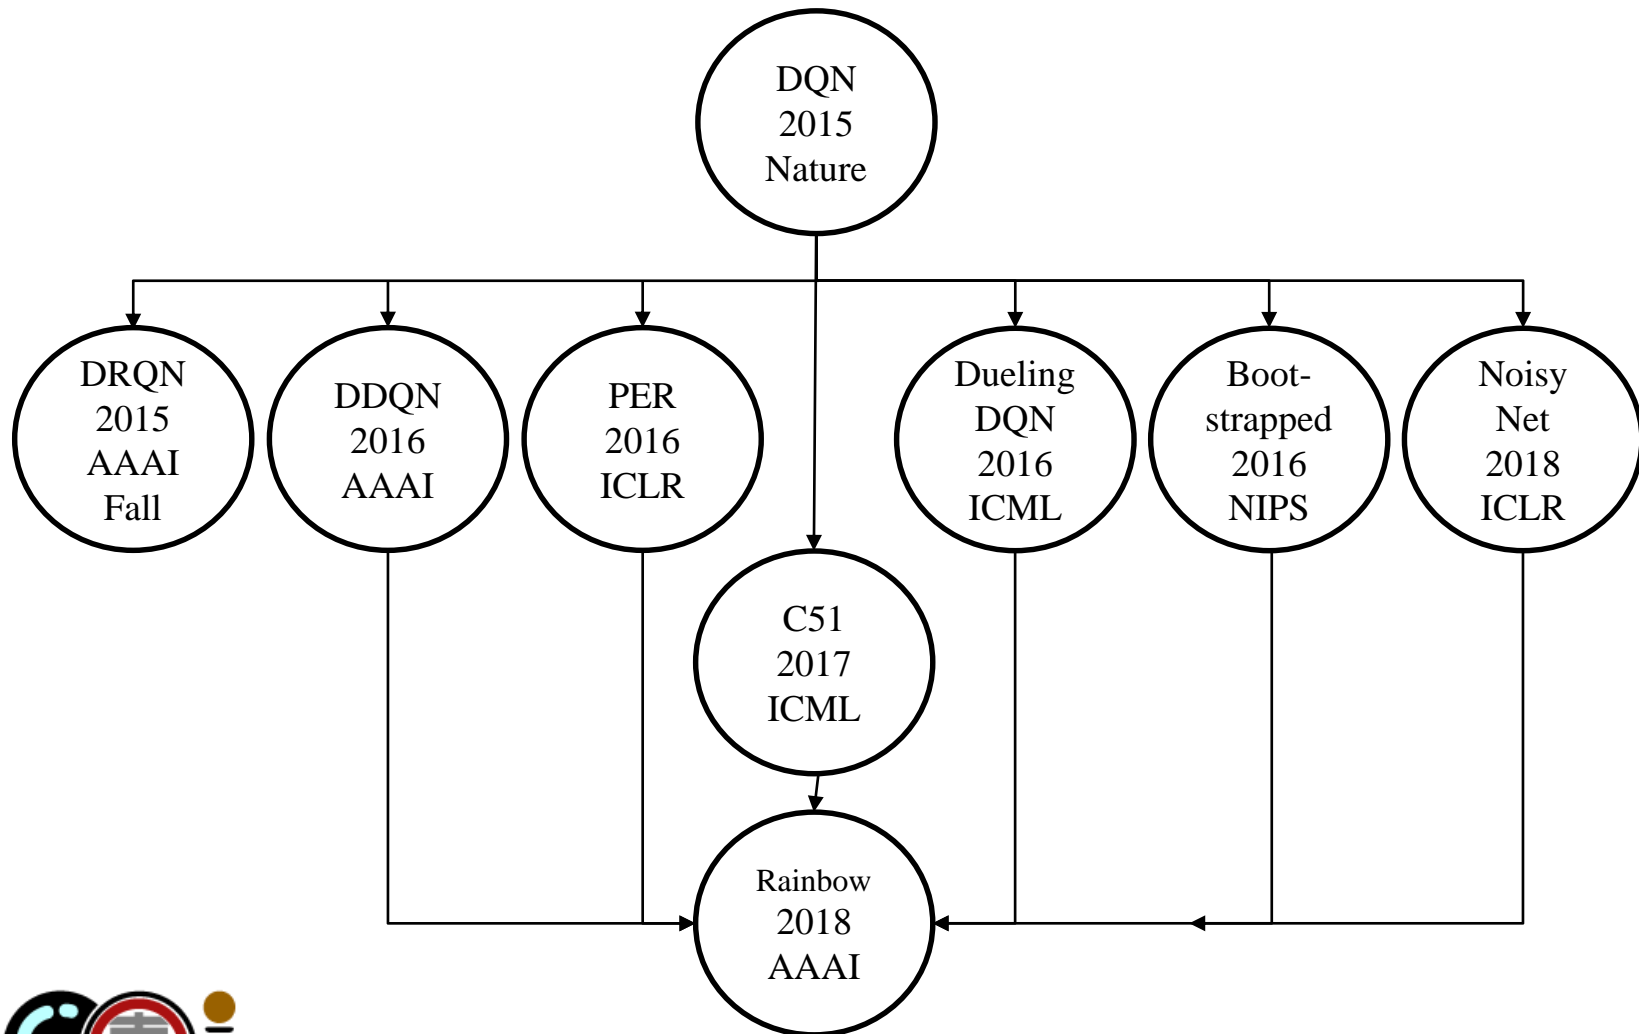 DQN
2015
Nature
DRQN
2015
AAAI
Fall
DDQN
2016
AAAI
PER
2016
ICLR
Dueling
DQN
2016
ICML
Boot-
strapped
2016
NIPS
Noisy
Net
2018
ICLR
C51
2017
ICML
Rainbow
2018
AAAI